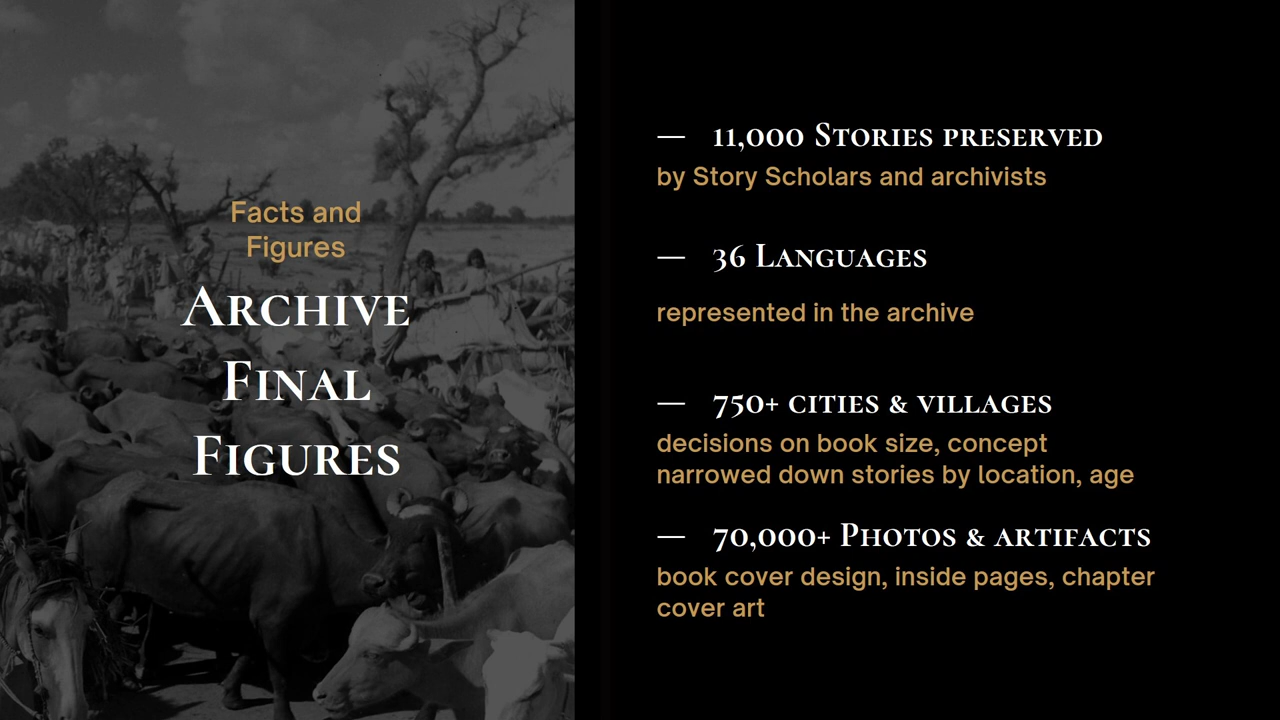 Facts and
Figures
Archive
Final
Figures
— 11,000 Stories preserved
by Story Scholars and archivists
— 36 Languages
represented in the archive
— 750+ cities & villages
decisions on book size, concept
narrowed down stories by location, age
— 70,000+ Photos & artifacts
book cover design, inside pages, chapter
cover art